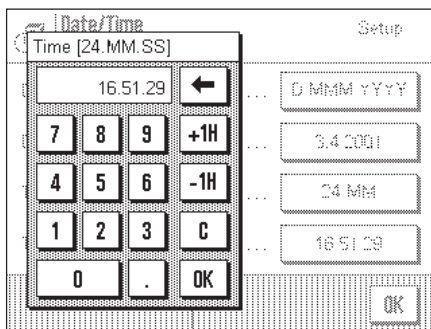 Date/Time
Setup
Time [24.MM.SS]
16.51.29
7 8 9 +1H
4 5 6 -1H
1 2 3 C
0 . OK
... D.MMM YYYY
... 3.4.2001
... 24.MM
... 16.51.29
OK